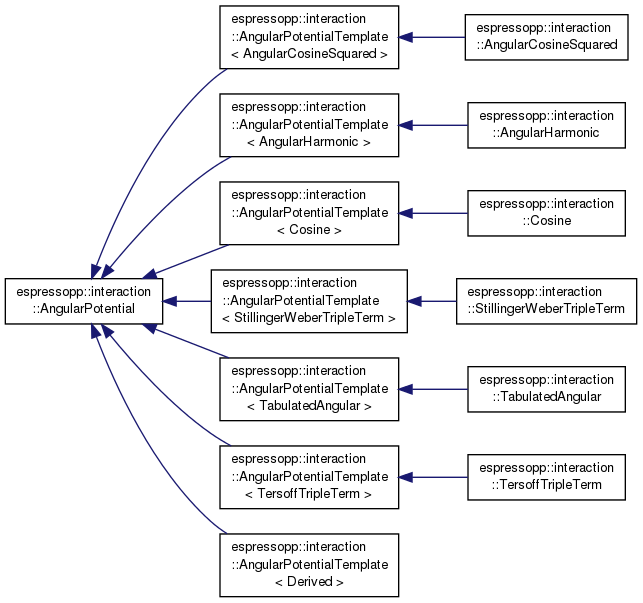 espressopp::interaction
::AngularPotentialTemplate
< AngularCosineSquared >
espressopp::interaction
::AngularCosineSquared
espressopp::interaction
::AngularPotentialTemplate
< AngularHarmonic >
espressopp::interaction
::AngularHarmonic
espressopp::interaction
::AngularPotentialTemplate
< Cosine >
espressopp::interaction
::Cosine
espressopp::interaction
::AngularPotential
espressopp::interaction
::AngularPotentialTemplate
< StillingerWeberTripleTerm >
espressopp::interaction
::StillingerWeberTripleTerm
espressopp::interaction
::AngularPotentialTemplate
< TabulatedAngular >
espressopp::interaction
::TabulatedAngular
espressopp::interaction
::AngularPotentialTemplate
< TersoffTripleTerm >
espressopp::interaction
::TersoffTripleTerm
espressopp::interaction
::AngularPotentialTemplate
< Derived >